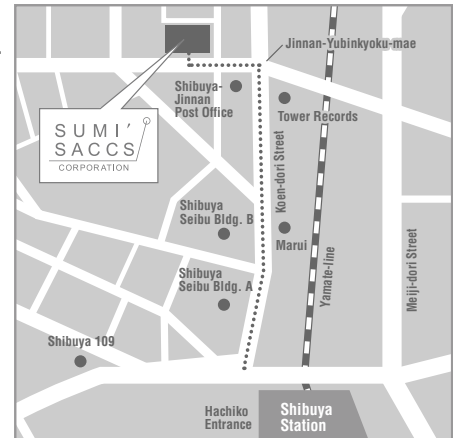 Jinnan-Yubinkyoku-mae
Shibuya-
Jinnan
Post Office
Tower Records
SUMI'
SACCS
CORPORATION
Koen-dori Street
Shibuya
Seibu Bldg. B
Marui
Yamate-line
Meiji-dori Street
Shibuya
Seibu Bldg. A
Shibuya 109
Hachiko
Entrance
Shibuya
Station